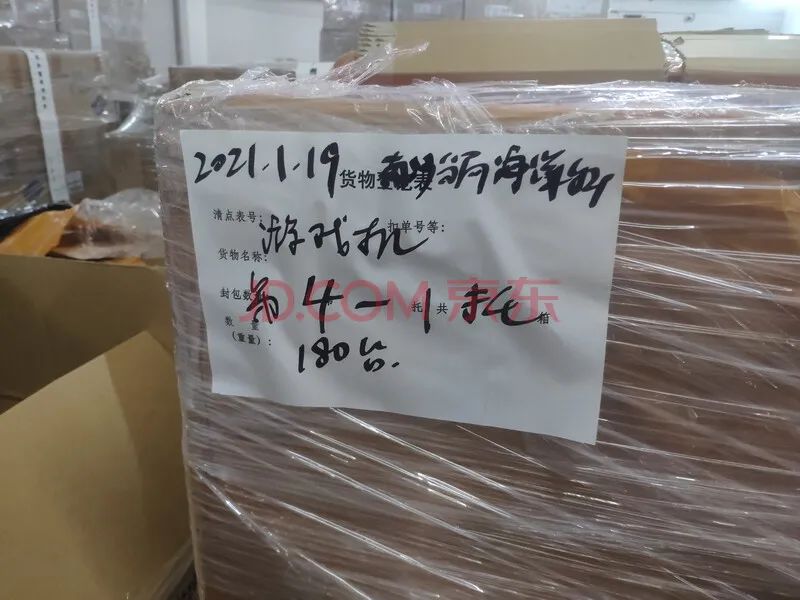 2021.1.19 货物
清点表号: 扣单号等:
货物名称: 游戏机
封包数 第4-1 托 共 托 箱
数 量
(重量): 180台.
JD.COM 京东